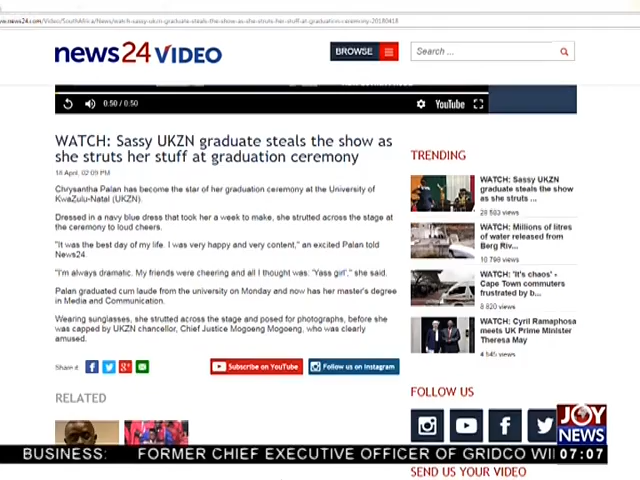 news24 VIDEO
BROWSE
Search ...
0:50 / 0:50
YouTube
WATCH: Sassy UKZN graduate steals the show as
she struts her stuff at graduation ceremony
18 April, 02:09 PM
Chrysantha Palan has become the star of her graduation ceremony at the University of
KwaZulu-Natal (UKZN).
Dressed in a navy blue dress that took her a week to make, she strutted across the stage at
the ceremony to loud cheers.
"It was the best day of my life. I was very happy and very content," an excited Palan told
News24.
"I'm always dramatic. My friends were cheering and all I thought was: 'Yass girl'," she said.
Palan graduated cum laude from the university on Monday and now has her master's degree
in Media and Communication.
Wearing sunglasses, she strutted across the stage and posed for photographs, before she
was capped by UKZN chancellor, Chief Justice Mogoeng Mogoeng, who was clearly
amused.
Subscribe on YouTube
Follow us on Instagram
RELATED
TRENDING
WATCH: Sassy UKZN
graduate steals the show
as she struts ...
28 583 views
WATCH: Millions of litres
of water released from
Berg Riv...
10 799 views
WATCH: 'It's chaos' -
Cape Town commuters
frustrated by b...
8 820 views
WATCH: Cyril Ramaphosa
meets UK Prime Minister
Theresa May
4 545 views
FOLLOW US
JOY
NEWS
BUSINESS: FORMER CHIEF EXECUTIVE OFFICER OF GRIDCO WI
07:07
SEND US YOUR VIDEO